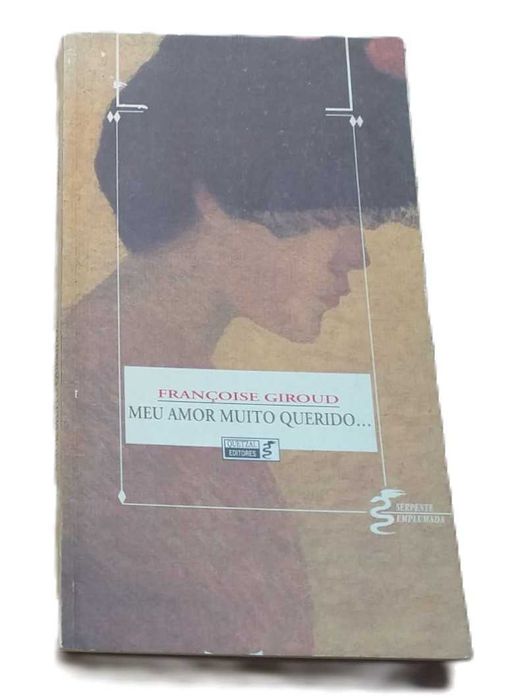 FRANÇOISE GIROUD
MEU AMOR MUITO QUERIDO...
QUETZAL
EDITORES
SERPENTE
EMPLUMADA